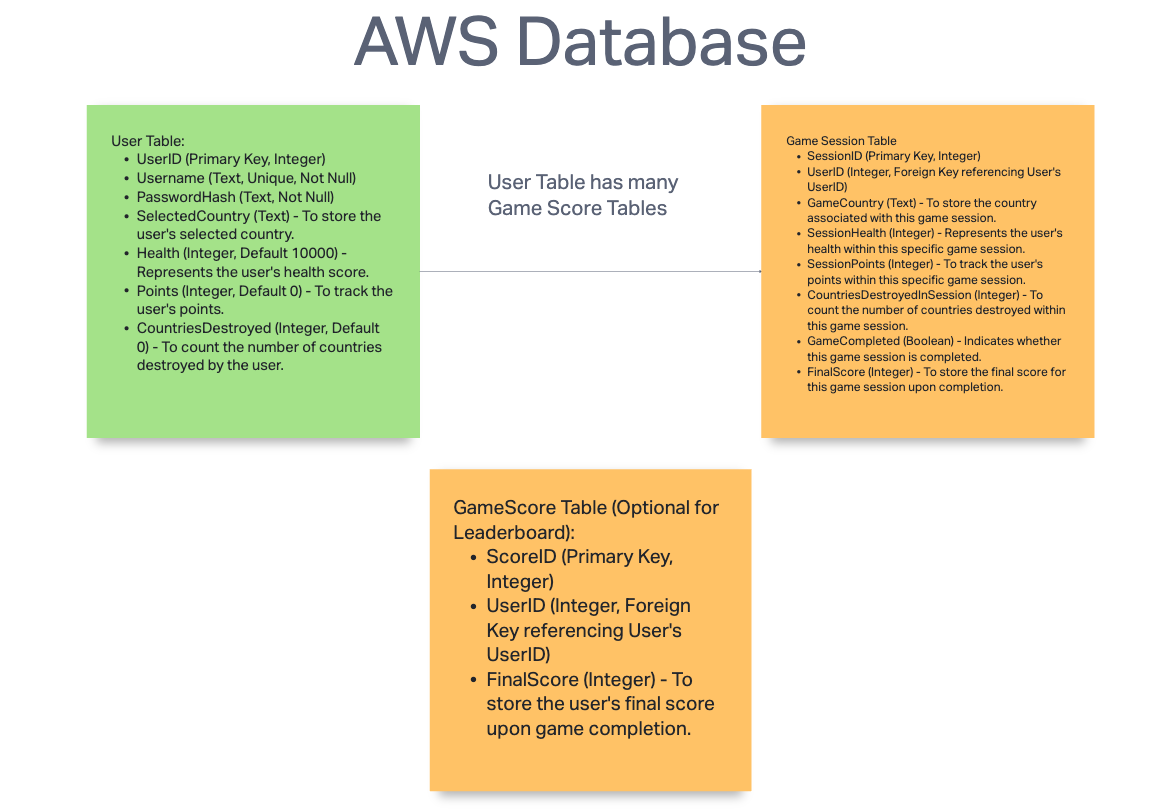 AWS Database
User Table:
• UserID (Primary Key, Integer)
• Username (Text, Unique, Not Null)
• PasswordHash (Text, Not Null)
• SelectedCountry (Text) - To store the
user's selected country.
• Health (Integer, Default 10000) -
Represents the user's health score.
• Points (Integer, Default 0) - To track the
user's points.
• CountriesDestroyed (Integer, Default
0) - To count the number of countries
destroyed by the user.
User Table has many
Game Score Tables
Game Session Table
• SessionID (Primary Key, Integer)
• UserID (Integer, Foreign Key referencing User's
UserID)
• GameCountry (Text) - To store the country
associated with this game session.
• SessionHealth (Integer) - Represents the user's
health within this specific game session.
• SessionPoints (Integer) - To track the user's
points within this specific game session.
• CountriesDestroyedInSession (Integer) - To
count the number of countries destroyed within
this game session.
• GameCompleted (Boolean) - Indicates whether
this game session is completed.
• FinalScore (Integer) - To store the final score for
this game session upon completion.
GameScore Table (Optional for
Leaderboard):
• ScoreID (Primary Key,
Integer)
• UserID (Integer, Foreign
Key referencing User's
UserID)
• FinalScore (Integer) - To
store the user's final score
upon game completion.